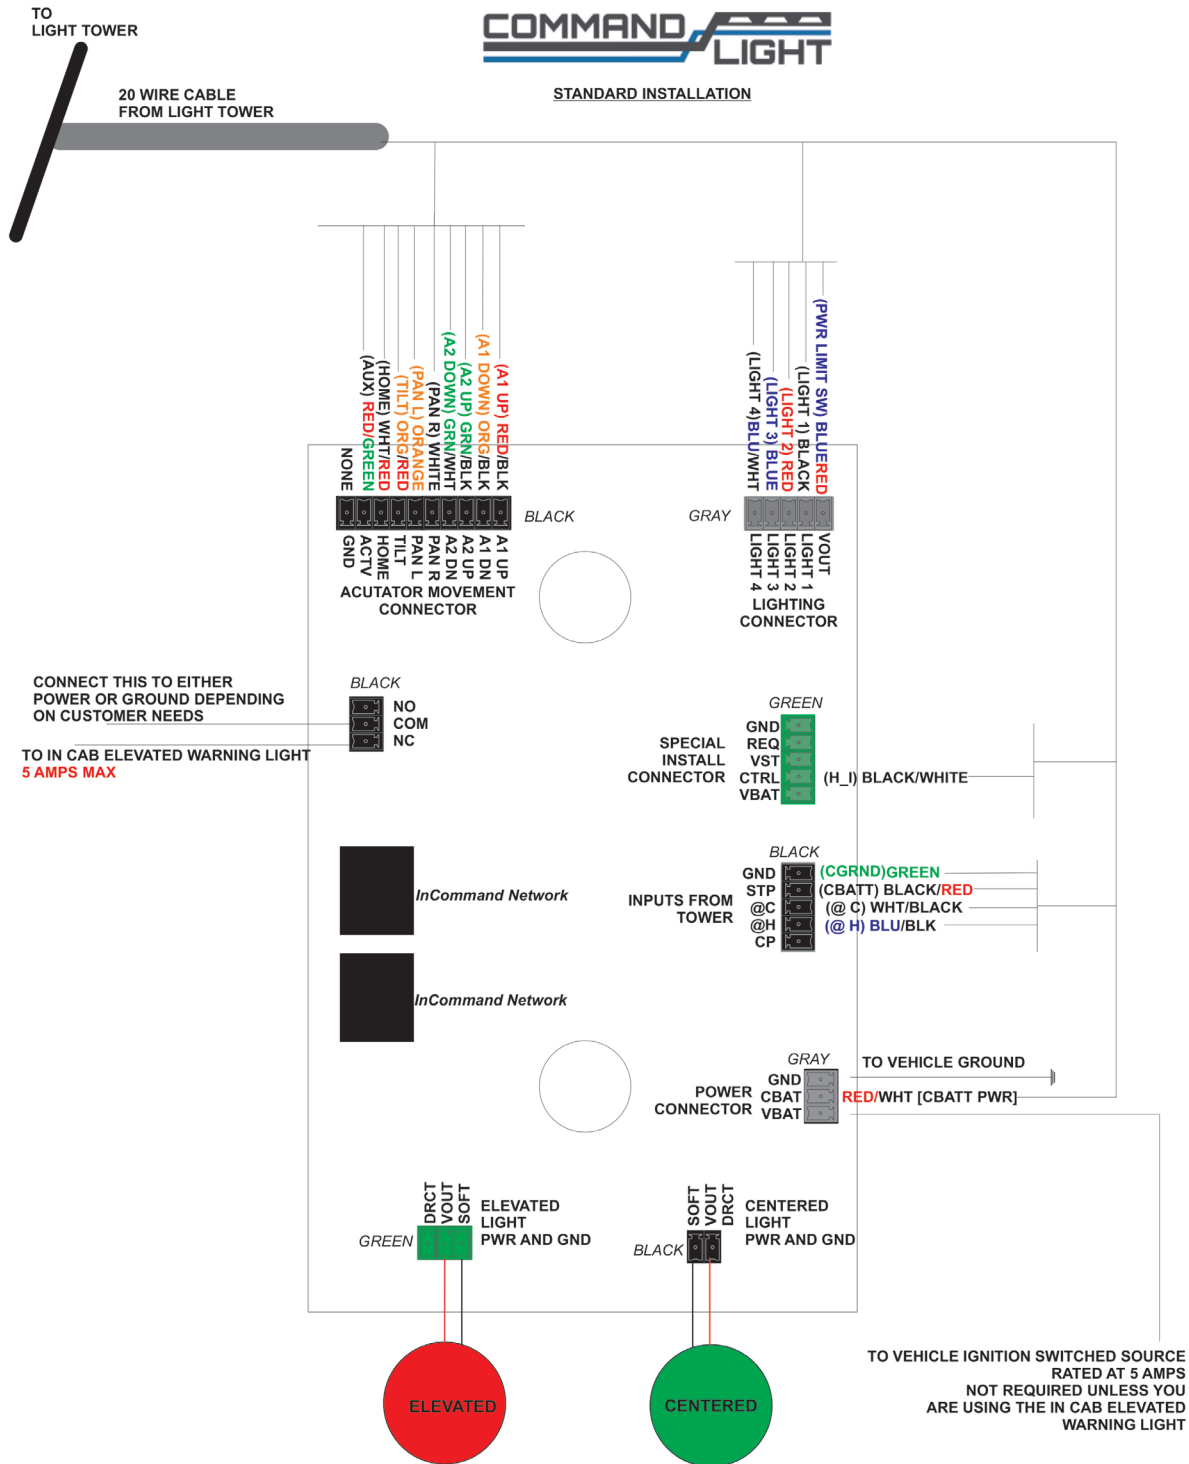 TO
LIGHT TOWER
COMMAND
LIGHT
STANDARD INSTALLATION
20 WIRE CABLE
FROM LIGHT TOWER
NONE
(AUX) RED/GREEN
(HOME) WHT/RED
(TILT) ORG/RED
(PAN L) ORANGE
(PAN R) WHITE
(A2 DOWN) GRN/WHT
(A2 UP) GRN/BLK
(A1 DOWN) ORG/BLK
(A1 UP) RED/BLK
(LIGHT 4)BLU/WHT
(LIGHT 3) BLUE
(LIGHT 2) RED
(LIGHT 1) BLACK
(PWR LIMIT SW) BLUERED
BLACK
GRAY
GND
ACTV
HOME
TILT
PAN L
PAN R
A2 DN
A2 UP
A1 DN
A1 UP
ACUTATOR MOVEMENT
CONNECTOR
LIGHT 4
LIGHT 3
LIGHT 2
LIGHT 1
VOUT
LIGHTING
CONNECTOR
CONNECT THIS TO EITHER
POWER OR GROUND DEPENDING
ON CUSTOMER NEEDS
TO IN CAB ELEVATED WARNING LIGHT
5 AMPS MAX
BLACK
NO
COM
NC
GREEN
SPECIAL
INSTALL
CONNECTOR
GND
REQ
VST
CTRL
VBAT
(H_I) BLACK/WHITE
BLACK
INPUTS FROM
TOWER
GND
STP
@C
@H
CP
(CGRND)GREEN
(CBATT) BLACK/RED
(@ C) WHT/BLACK
(@ H) BLU/BLK
InCommand Network
InCommand Network
GRAY
POWER
CONNECTOR
GND
CBAT
VBAT
TO VEHICLE GROUND
RED/WHT [CBATT PWR]
DRCT
VOUT
SOFT
ELEVATED
LIGHT
PWR AND GND
GREEN
SOFT
VOUT
DRCT
CENTERED
LIGHT
PWR AND GND
BLACK
ELEVATED
CENTERED
TO VEHICLE IGNITION SWITCHED SOURCE
RATED AT 5 AMPS
NOT REQUIRED UNLESS YOU
ARE USING THE IN CAB ELEVATED
WARNING LIGHT